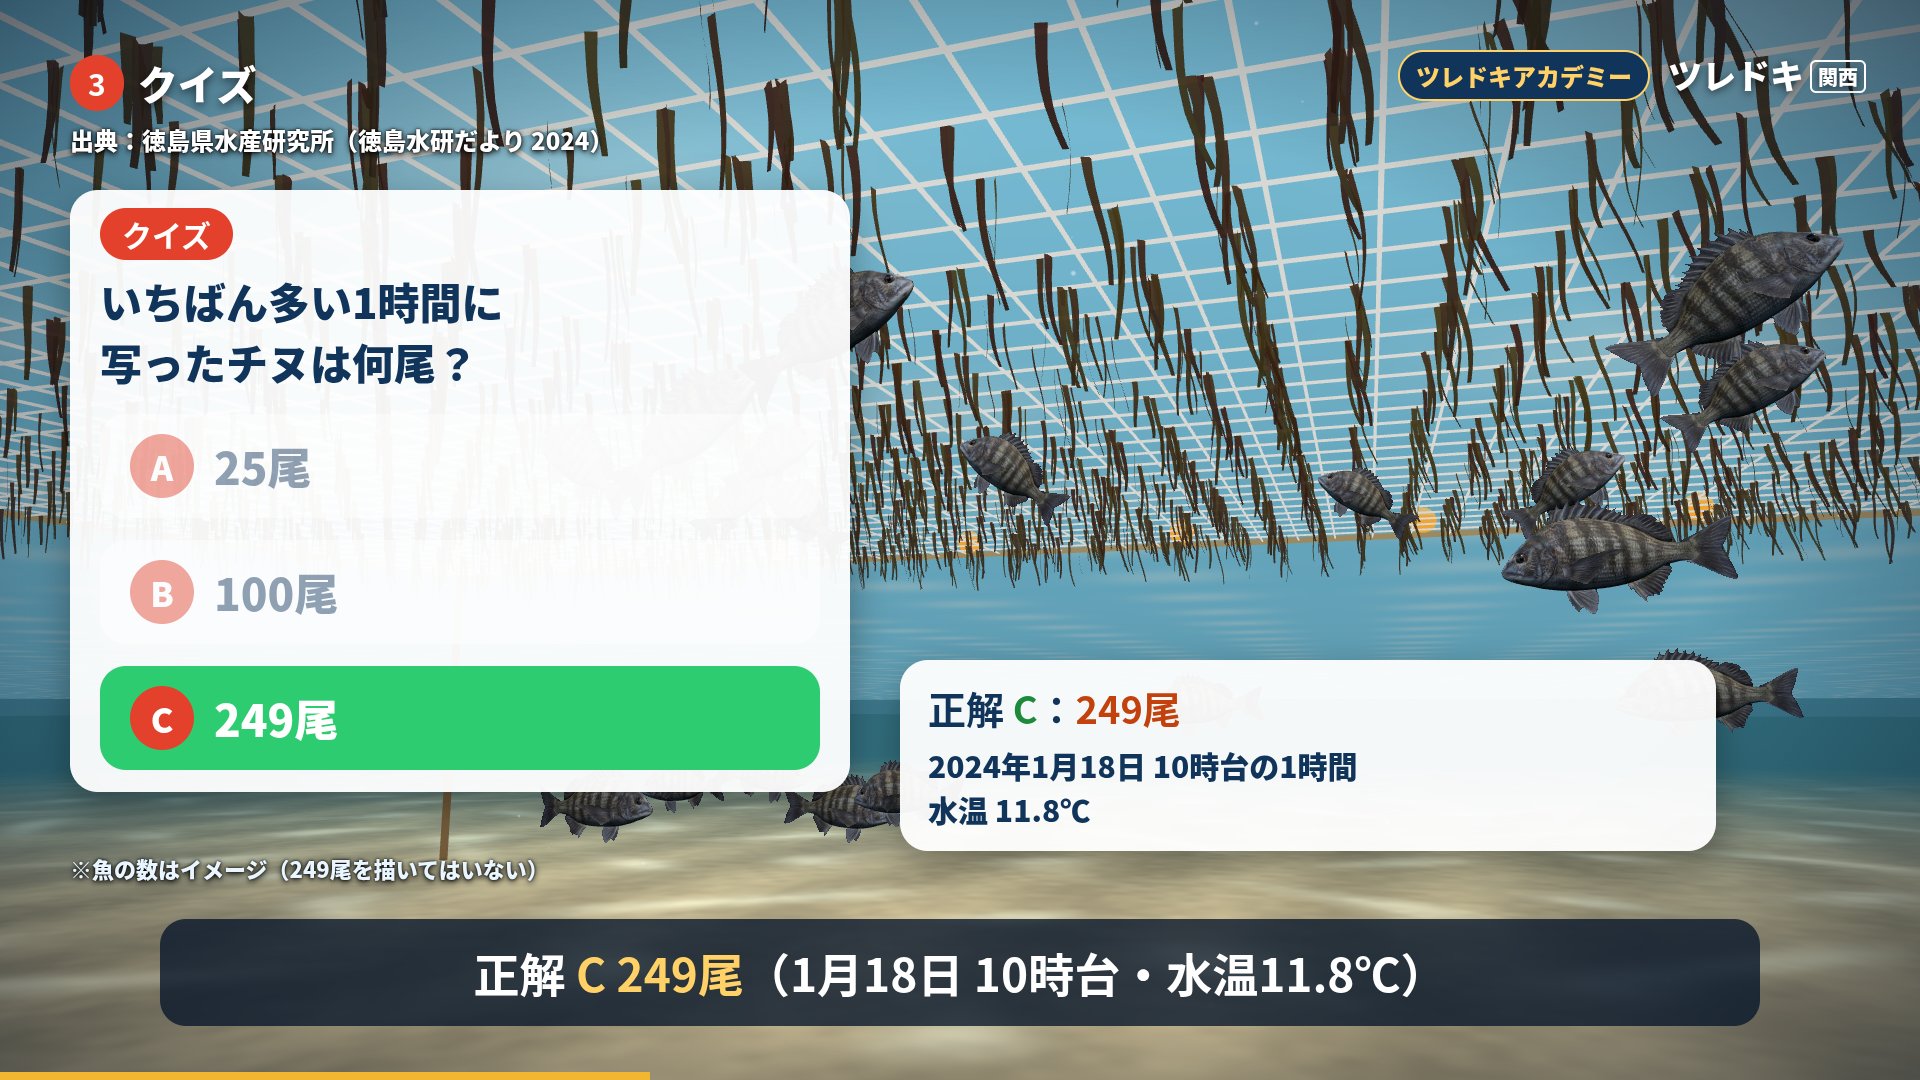 3 クイズ
ツレドキアカデミー ツレドキ 関西
出典：徳島県水産研究所（徳島水研だより 2024）
クイズ
いちばん多い1時間に
写ったチヌは何尾？
A 25尾
B 100尾
C 249尾
正解 C：249尾
2024年1月18日 10時台の1時間
水温 11.8℃
※魚の数はイメージ（249尾を描いてはいない）
正解 C 249尾（1月18日 10時台・水温11.8℃）